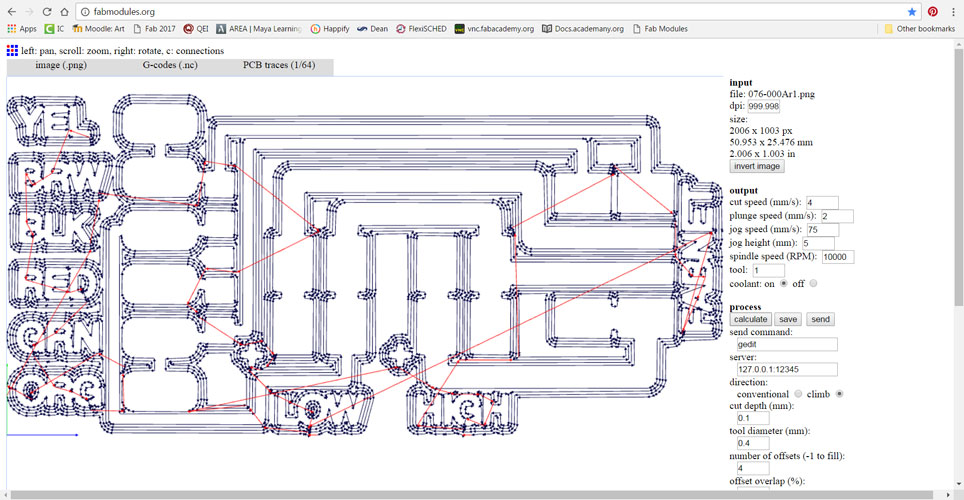 fabmodules.org
Apps C IC Moodle: Art Fab 2017 QEI AREA | Maya Learning Happify Dean FlexiSCHED vnc.fabacademy.org Docs.academany.org Fab Modules Other bookmarks
left: pan, scroll: zoom, right: rotate, c: connections
image (.png) G-codes (.nc) PCB traces (1/64)
input
file: 076-000Ar1.png
dpi: 999.998
size:
2006 x 1003 px
50.953 x 25.476 mm
2.006 x 1.003 in
invert image
output
cut speed (mm/s): 4
plunge speed (mm/s): 2
jog speed (mm/s): 75
jog height (mm): 5
spindle speed (RPM): 10000
tool: 1
coolant: on off
process
calculate save send
send command:
gedit
server:
127.0.0.1:12345
direction:
conventional climb
cut depth (mm):
0.1
tool diameter (mm):
0.4
number of offsets (-1 to fill):
4
offset overlap (%):
YEL
RED
GRN
LOW